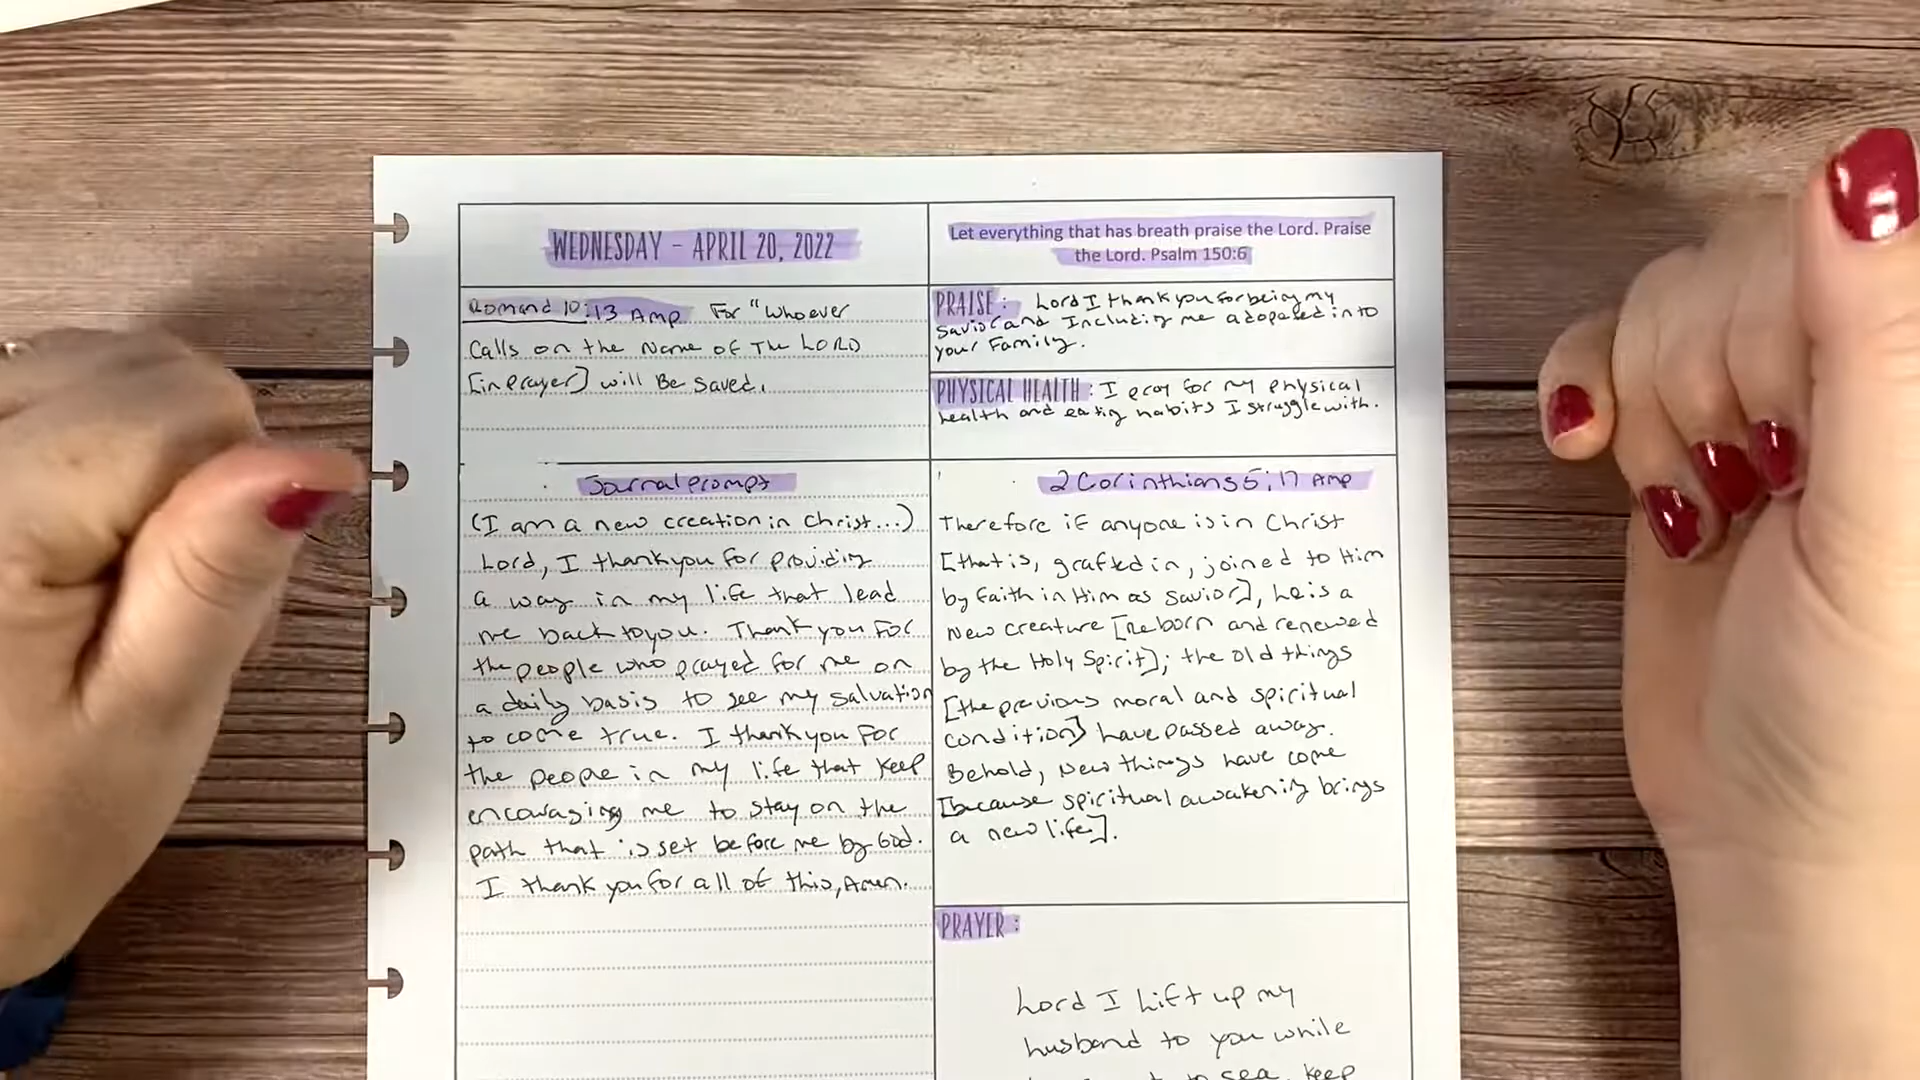 WEDNESDAY - APRIL 20, 2022
Let everything that has breath praise the Lord. Praise
the Lord. Psalm 150:6
Romand 10:13 Amp For "Whoever
Calls on the Name of The LORD
[in Prayer] will Be Saved.
PRAISE: Lord I thank you for being my
Savior and Including me adopated into
your Family.
PHYSICAL HEALTH: I pray for my physical
health and eatig habits I struggle with.
Journal prompt
(I am a new creation in Christ...)
Lord, I thank you for providing
a way in my life that lead
me back to you. Thank you For
the people who prayed for me on
a daily basis to see my salvation
to come true. I thank you For
the people in my life that keep
encouraging me to stay on the
path that is set before me by God.
I thank you for all of this, Amen.
2 Corinthians 5:17 Amp
Therefore if anyone is in Christ
[that is, grafted in, joined to Him
by faith in Him as Savior], he is a
New creature [Reborn and renewed
by the Holy Spirit]; the old things
[the previous moral and spiritual
condition] have passed away.
Behold, New things have come
[because spiritual awakening brings
a new life].
PRAYER:
Lord I Lift up my
husband to you while
to sea, keep